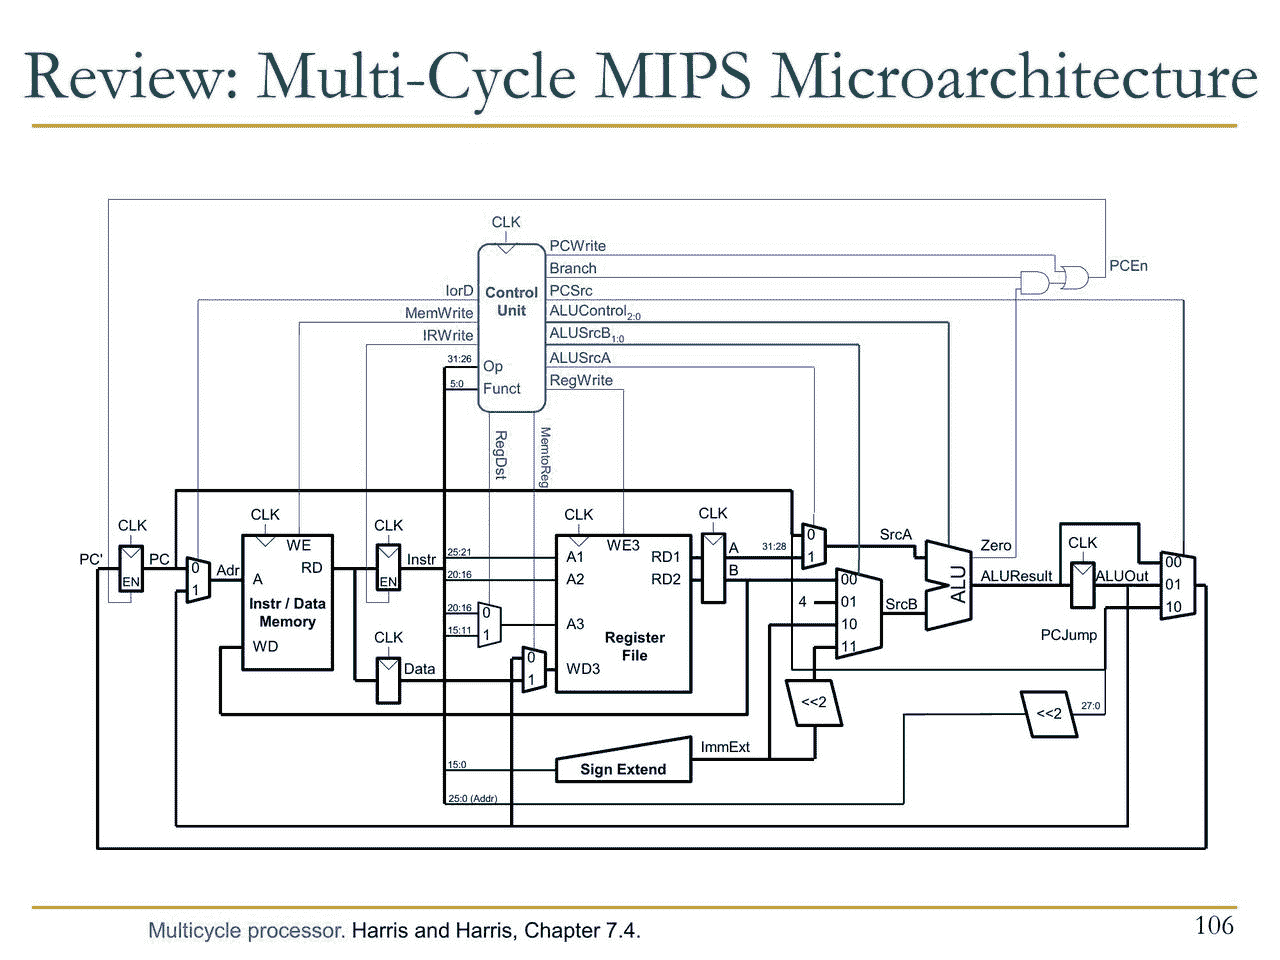 Review: Multi-Cycle MIPS Microarchitecture
CLK
PCWrite
Branch
PCEn
IorD
Control
Unit
PCSrc
MemWrite
ALUControl2:0
IRWrite
ALUSrcB1:0
31:26
Op
ALUSrcA
5:0
Funct
RegWrite
RegDst
MemtoReg
CLK
CLK
CLK
CLK
CLK
CLK
PC'
PC
EN
0
1
Adr
WE
A
RD
Instr / Data
Memory
WD
EN
Instr
CLK
Data
25:21
20:16
20:16
15:11
0
1
0
1
A1
A2
A3
WD3
WE3
RD1
RD2
Register
File
A
B
31:28
0
1
SrcA
4
00
01
10
11
SrcB
ALU
Zero
ALUResult
ALUOut
00
01
10
PCJump
<<2
<<2
27:0
ImmExt
15:0
Sign Extend
25:0 (Addr)
Multicycle processor. Harris and Harris, Chapter 7.4.
106